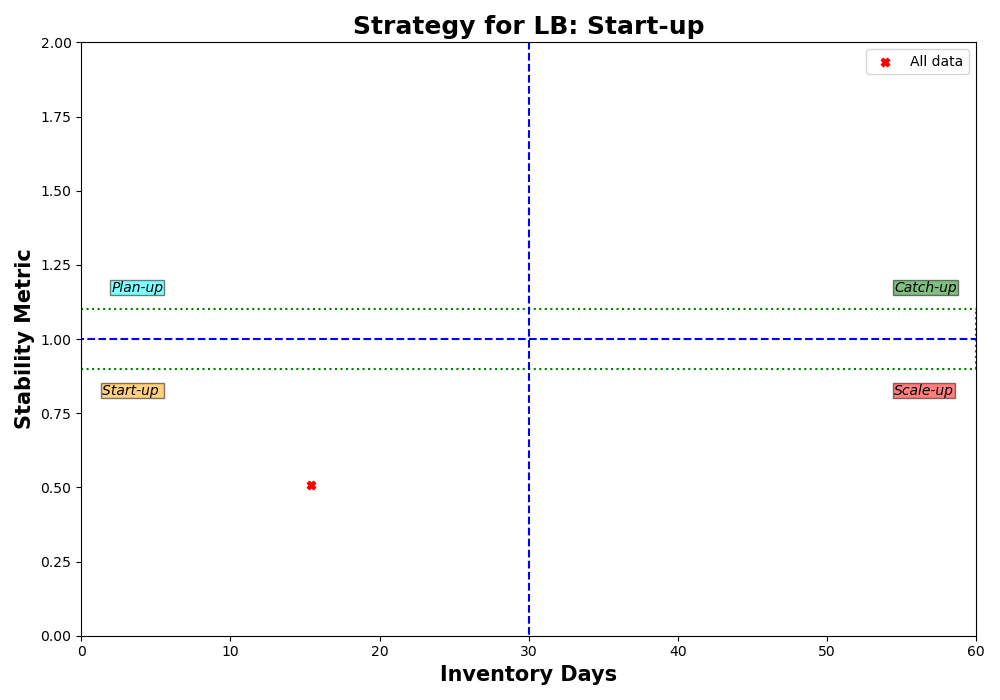 Strategy for LB: Start-up
All data
2.00
1.75
1.50
1.25
1.00
0.75
0.50
0.25
0.00
Stability Metric
Plan-up
Catch-up
Start-up
Scale-up
0
10
20
30
40
50
60
Inventory Days